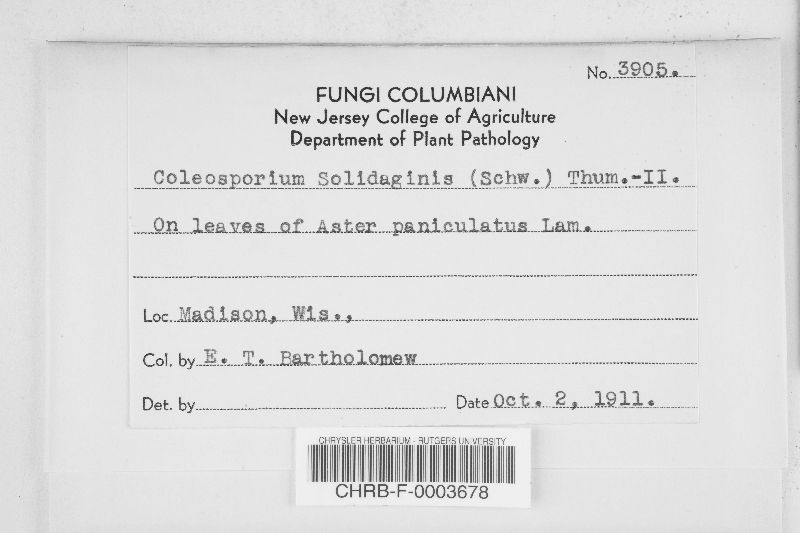 No. 3905.
FUNGI COLUMBIANI
New Jersey College of Agriculture
Department of Plant Pathology
Coleosporium Solidaginis (Schw.) Thum.-II.
On leaves of Aster paniculatus Lam.
Loc. Madison, Wis.,
Col. by E. T. Bartholomew
Det. by Date Oct. 2, 1911.
CHRYSLER HERBARIUM - RUTGERS UNIVERSITY
CHRB-F-0003678